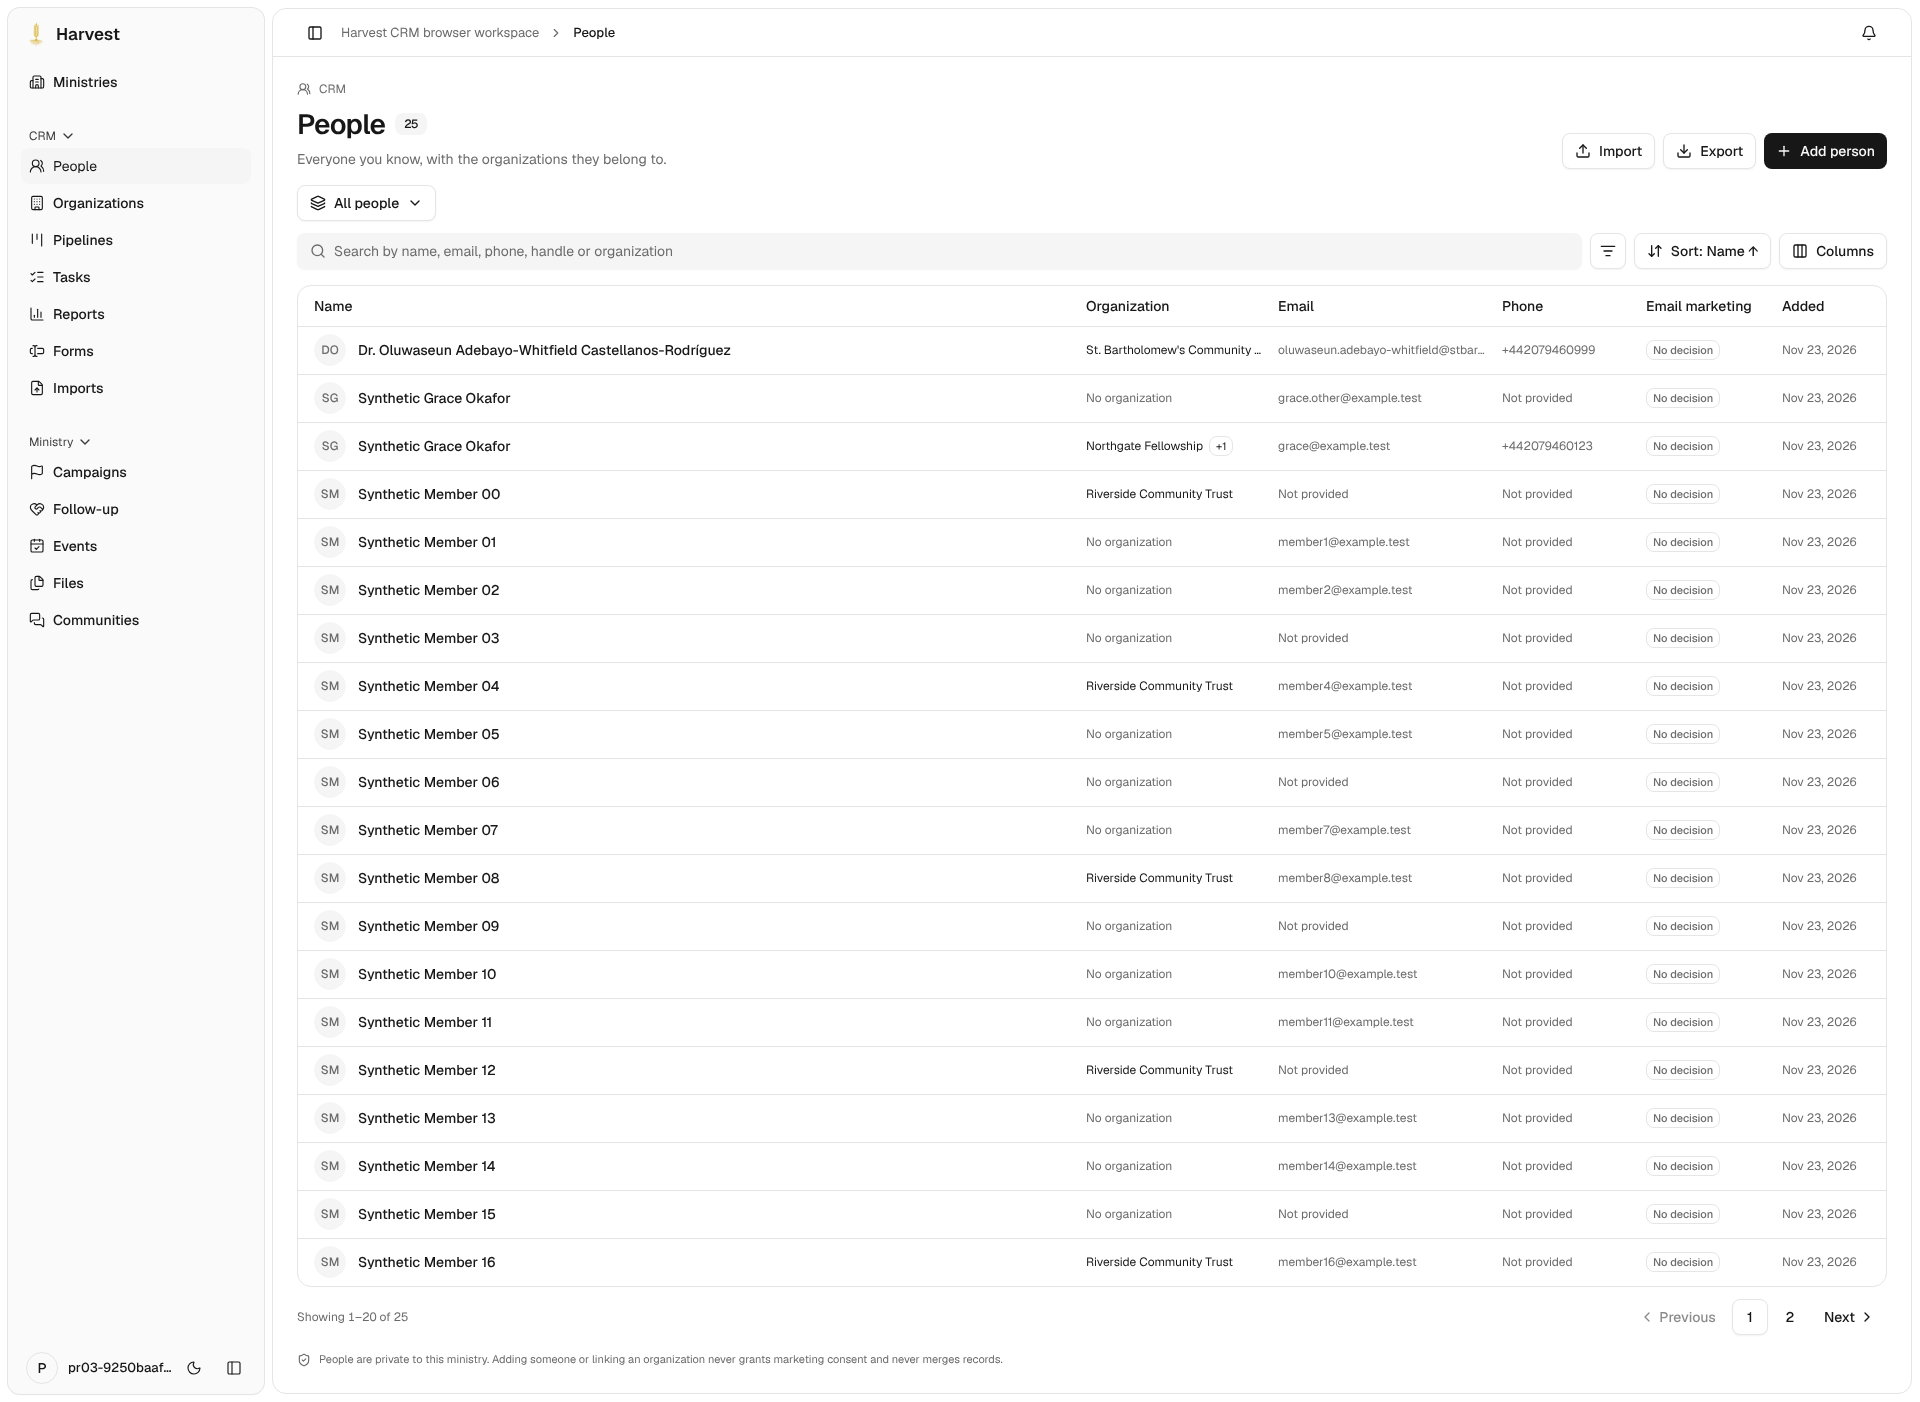 Harvest
Ministries
CRM
People
Organizations
Pipelines
Tasks
Reports
Forms
Imports
Ministry
Campaigns
Follow-up
Events
Files
Communities
P pr03-9250baaf...
Harvest CRM browser workspace > People
CRM
People 25
Everyone you know, with the organizations they belong to.
Import Export + Add person
All people
Search by name, email, phone, handle or organization
Sort: Name ↑ Columns
Name Organization Email Phone Email marketing Added
DO Dr. Oluwaseun Adebayo-Whitfield Castellanos-Rodríguez St. Bartholomew's Community ... oluwaseun.adebayo-whitfield@stbar... +442079460999 No decision Nov 23, 2026
SG Synthetic Grace Okafor No organization grace.other@example.test Not provided No decision Nov 23, 2026
SG Synthetic Grace Okafor Northgate Fellowship +1 grace@example.test +442079460123 No decision Nov 23, 2026
SM Synthetic Member 00 Riverside Community Trust Not provided Not provided No decision Nov 23, 2026
SM Synthetic Member 01 No organization member1@example.test Not provided No decision Nov 23, 2026
SM Synthetic Member 02 No organization member2@example.test Not provided No decision Nov 23, 2026
SM Synthetic Member 03 No organization Not provided Not provided No decision Nov 23, 2026
SM Synthetic Member 04 Riverside Community Trust member4@example.test Not provided No decision Nov 23, 2026
SM Synthetic Member 05 No organization member5@example.test Not provided No decision Nov 23, 2026
SM Synthetic Member 06 No organization Not provided Not provided No decision Nov 23, 2026
SM Synthetic Member 07 No organization member7@example.test Not provided No decision Nov 23, 2026
SM Synthetic Member 08 Riverside Community Trust member8@example.test Not provided No decision Nov 23, 2026
SM Synthetic Member 09 No organization Not provided Not provided No decision Nov 23, 2026
SM Synthetic Member 10 No organization member10@example.test Not provided No decision Nov 23, 2026
SM Synthetic Member 11 No organization member11@example.test Not provided No decision Nov 23, 2026
SM Synthetic Member 12 Riverside Community Trust Not provided Not provided No decision Nov 23, 2026
SM Synthetic Member 13 No organization member13@example.test Not provided No decision Nov 23, 2026
SM Synthetic Member 14 No organization member14@example.test Not provided No decision Nov 23, 2026
SM Synthetic Member 15 No organization Not provided Not provided No decision Nov 23, 2026
SM Synthetic Member 16 Riverside Community Trust member16@example.test Not provided No decision Nov 23, 2026
Showing 1–20 of 25 Previous 1 2 Next
People are private to this ministry. Adding someone or linking an organization never grants marketing consent and never merges records.